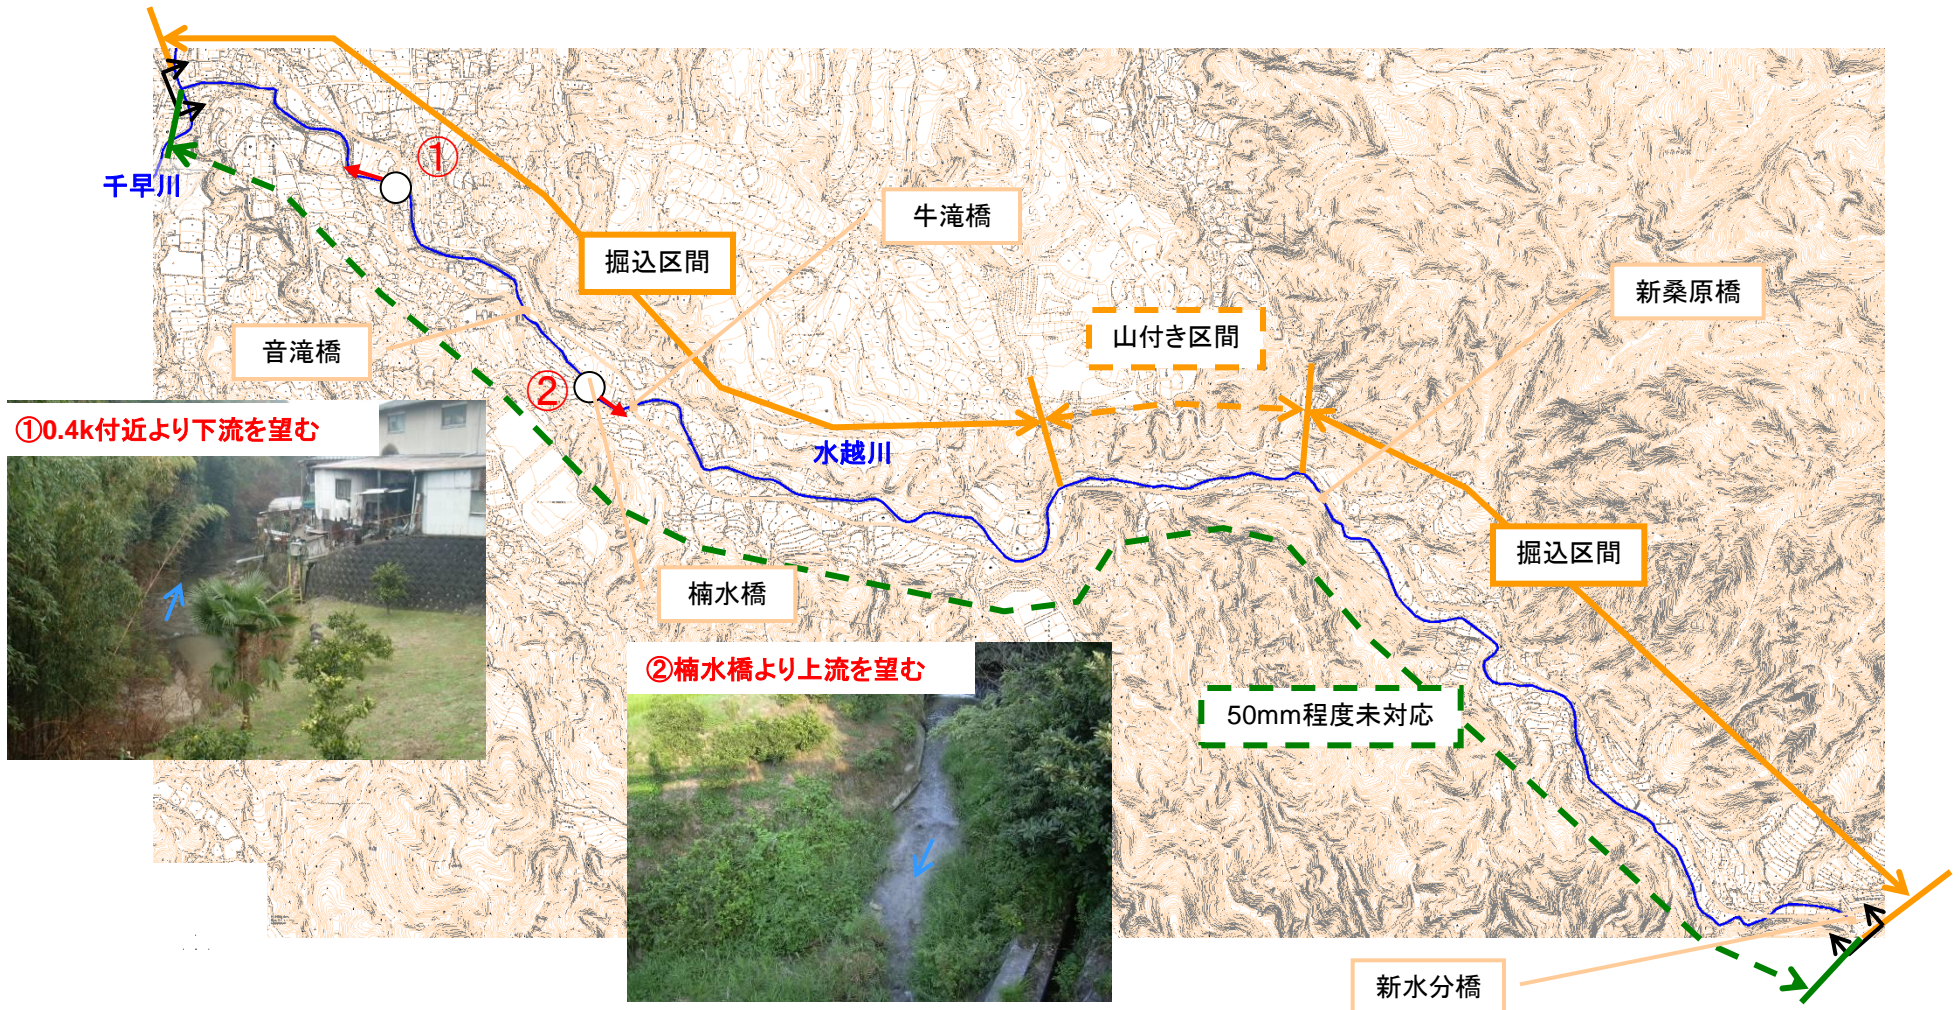 ①
千早川
牛滝橋
掘込区間
新桑原橋
山付き区間
音滝橋
②
①0.4k付近より下流を望む
水越川
掘込区間
楠水橋
②楠水橋より上流を望む
50mm程度未対応
新水分橋